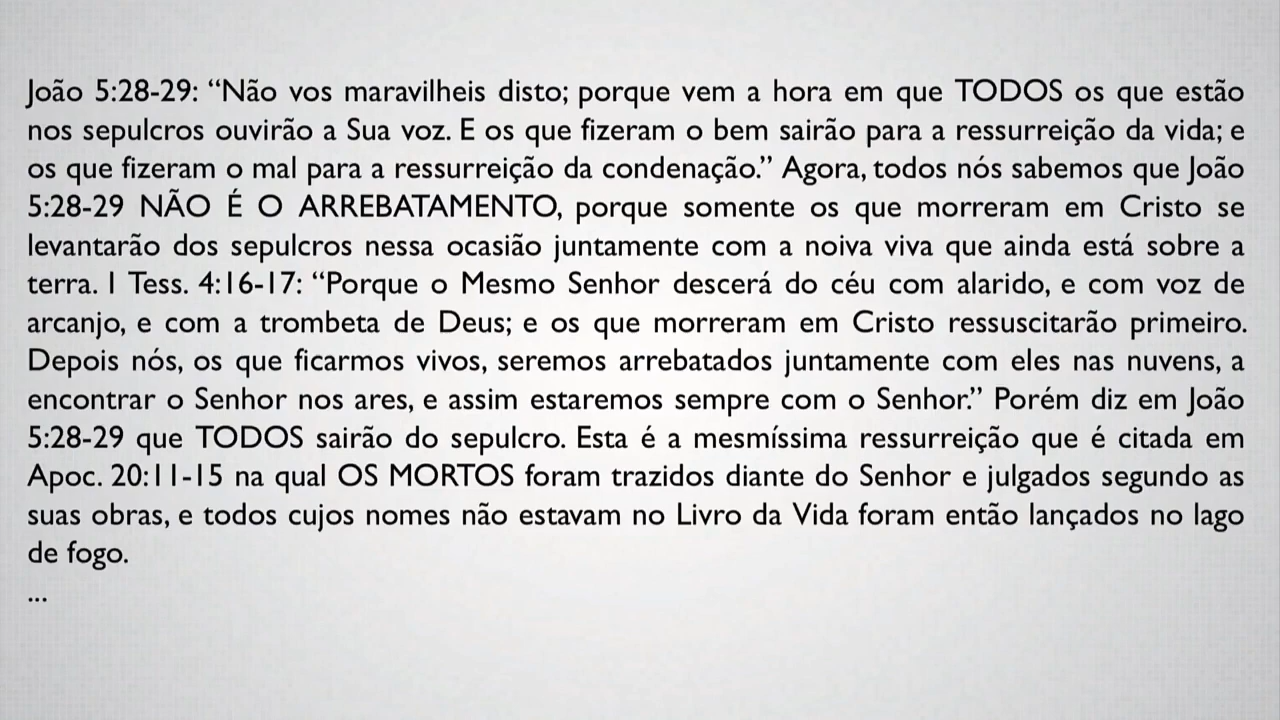 João 5:28-29: “Não vos maravilheis disto; porque vem a hora em que TODOS os que estão
nos sepulcros ouvirão a Sua voz. E os que fizeram o bem sairão para a ressurreição da vida; e
os que fizeram o mal para a ressurreição da condenação.” Agora, todos nós sabemos que João
5:28-29 NÃO É O ARREBATAMENTO, porque somente os que morreram em Cristo se
levantarão dos sepulcros nessa ocasião juntamente com a noiva viva que ainda está sobre a
terra. I Tess. 4:16-17: “Porque o Mesmo Senhor descerá do céu com alarido, e com voz de
arcanjo, e com a trombeta de Deus; e os que morreram em Cristo ressuscitarão primeiro.
Depois nós, os que ficarmos vivos, seremos arrebatados juntamente com eles nas nuvens, a
encontrar o Senhor nos ares, e assim estaremos sempre com o Senhor.” Porém diz em João
5:28-29 que TODOS sairão do sepulcro. Esta é a mesmíssima ressurreição que é citada em
Apoc. 20:11-15 na qual OS MORTOS foram trazidos diante do Senhor e julgados segundo as
suas obras, e todos cujos nomes não estavam no Livro da Vida foram então lançados no lago
de fogo.
...